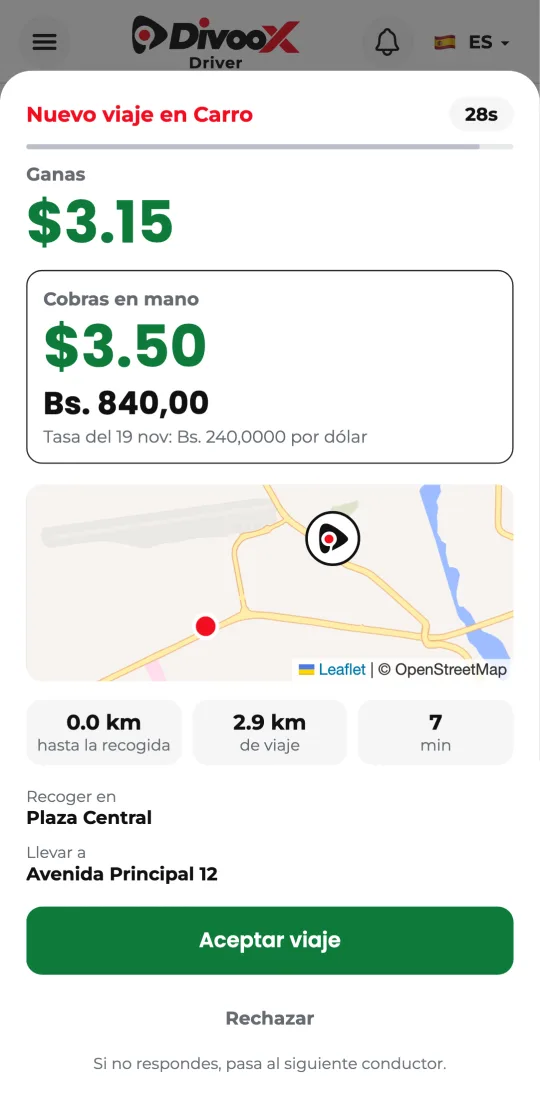 DivooX
Driver
ES
Nuevo viaje en Carro
28s
Ganas
$3.15
Cobras en mano
$3.50
Bs. 840,00
Tasa del 19 nov: Bs. 240,0000 por dólar
Leaflet | © OpenStreetMap
0.0 km
hasta la recogida
2.9 km
de viaje
7
min
Recoger en
Plaza Central
Llevar a
Avenida Principal 12
Aceptar viaje
Rechazar
Si no respondes, pasa al siguiente conductor.